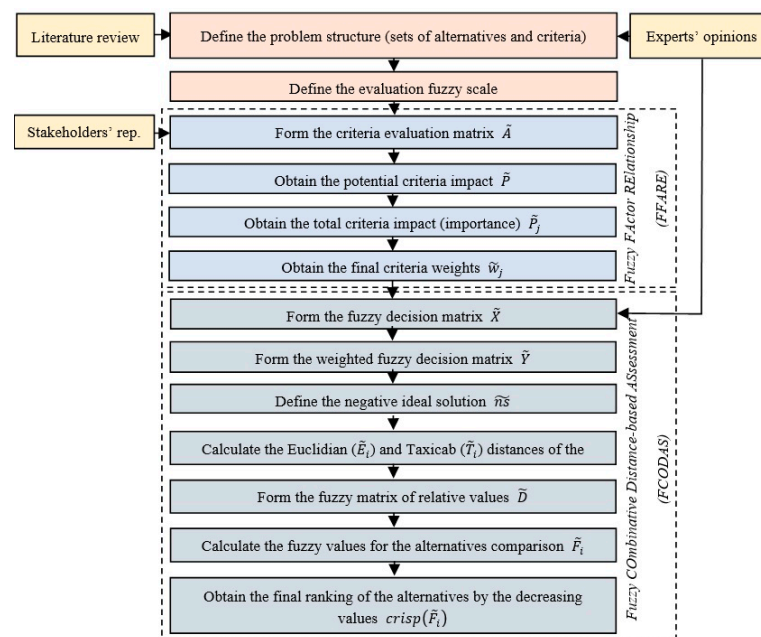 Literature review
Define the problem structure (sets of alternatives and criteria)
Experts' opinions
Define the evaluation fuzzy scale
Stakeholders' rep.
Form the criteria evaluation matrix Ã
Obtain the potential criteria impact P̃
Obtain the total criteria impact (importance) P̃ⱼ
Obtain the final criteria weights w̃ⱼ
Fuzzy FActor RElationship
(FFARE)
Form the fuzzy decision matrix X̃
Form the weighted fuzzy decision matrix Ỹ
Define the negative ideal solution ñs
Calculate the Euclidian (Ẽᵢ) and Taxicab (T̃ᵢ) distances of the
Form the fuzzy matrix of relative values D̃
Calculate the fuzzy values for the alternatives comparison F̃ᵢ
Obtain the final ranking of the alternatives by the decreasing
values crisp(F̃ᵢ)
Fuzzy COmbinative Distance-based ASsessment
(FCODAS)